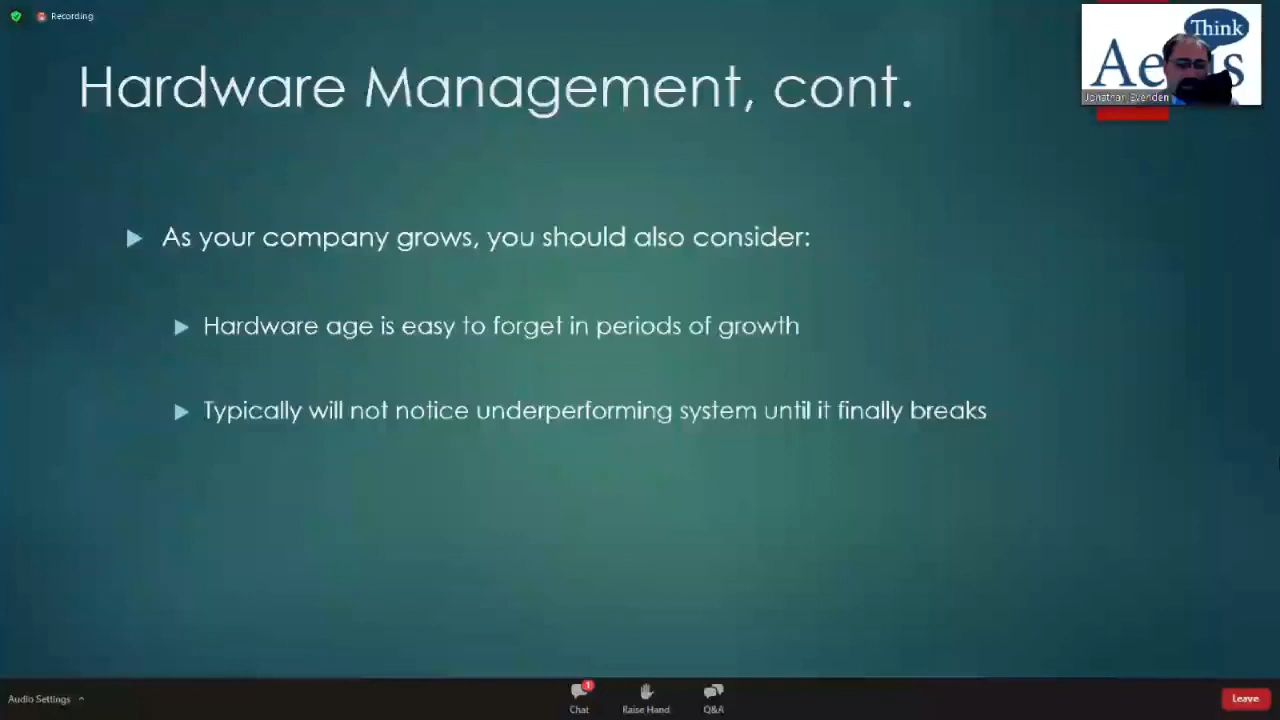 Recording
Think
Hardware Management, cont.
Jonathan Evenden
As your company grows, you should also consider:
Hardware age is easy to forget in periods of growth
Typically will not notice underperforming system until it finally breaks
Audio Settings
1
Chat
Raise Hand
Q&A
Leave